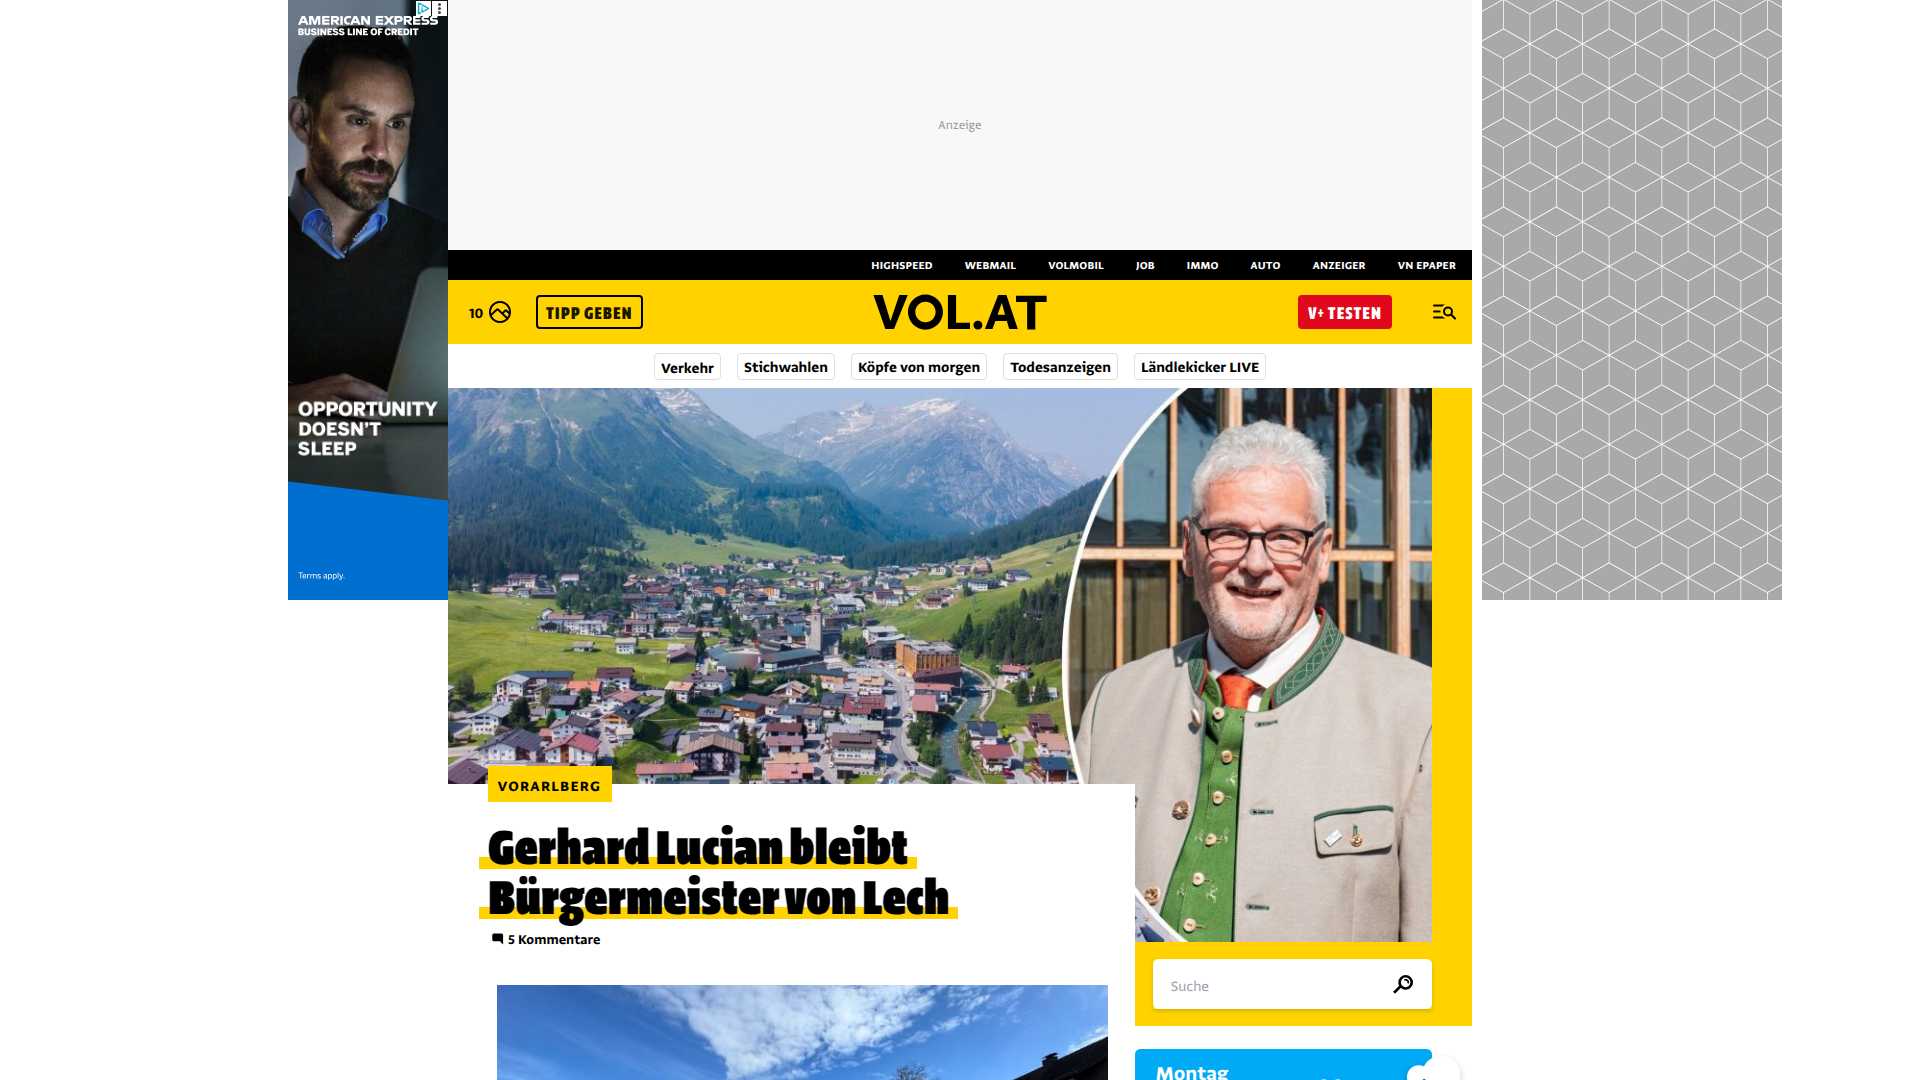 AMERICAN EXPRESS
BUSINESS LINE OF CREDIT
OPPORTUNITY
DOESN'T
SLEEP
Terms apply.
Anzeige
HIGHSPEED WEBMAIL VOLMOBIL JOB IMMO AUTO ANZEIGER VN EPAPER
10 TIPP GEBEN VOL.AT V+ TESTEN
Verkehr Stichwahlen Köpfe von morgen Todesanzeigen Ländlekicker LIVE
VORARLBERG
Gerhard Lucian bleibt
Bürgermeister von Lech
5 Kommentare
Suche
Montag